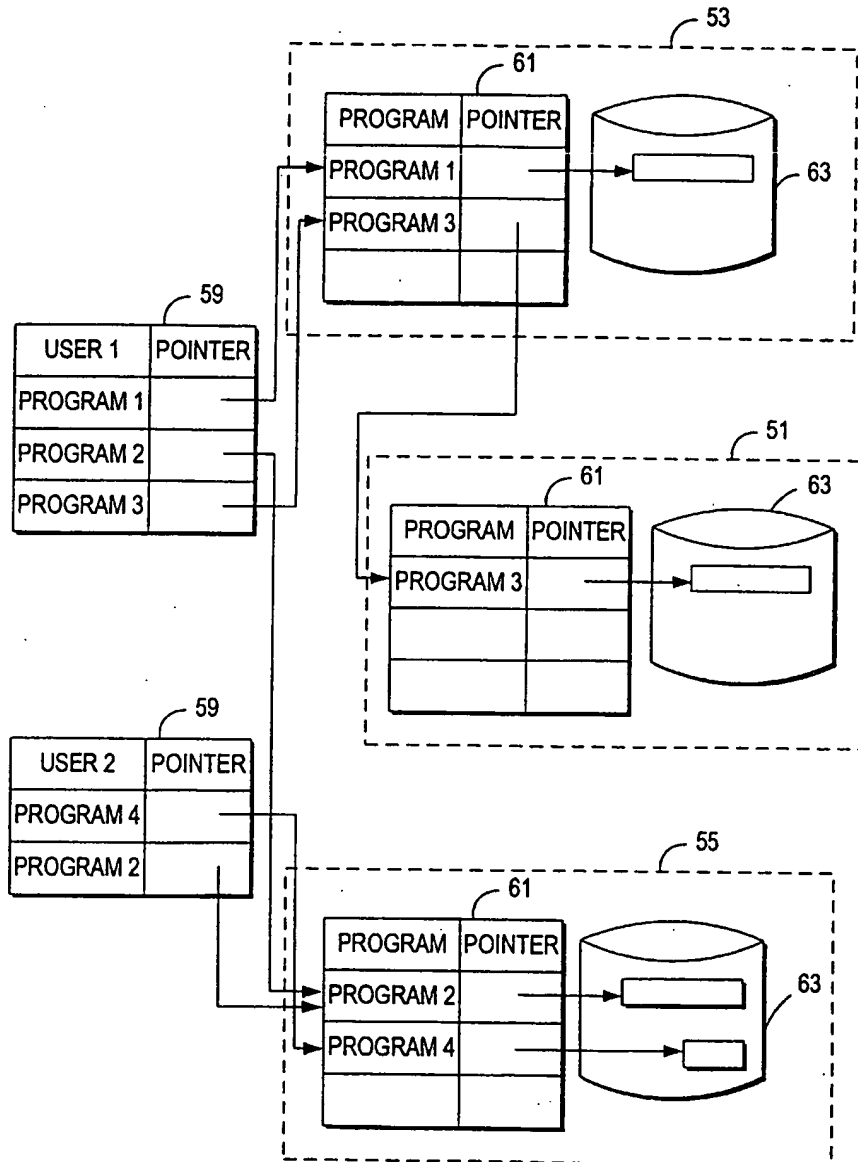 53
61
PROGRAM POINTER
PROGRAM 1
PROGRAM 3
63
59
USER 1 POINTER
PROGRAM 1
PROGRAM 2
PROGRAM 3
51
61
63
PROGRAM POINTER
PROGRAM 3
59
USER 2 POINTER
PROGRAM 4
PROGRAM 2
55
61
PROGRAM POINTER
PROGRAM 2
PROGRAM 4
63